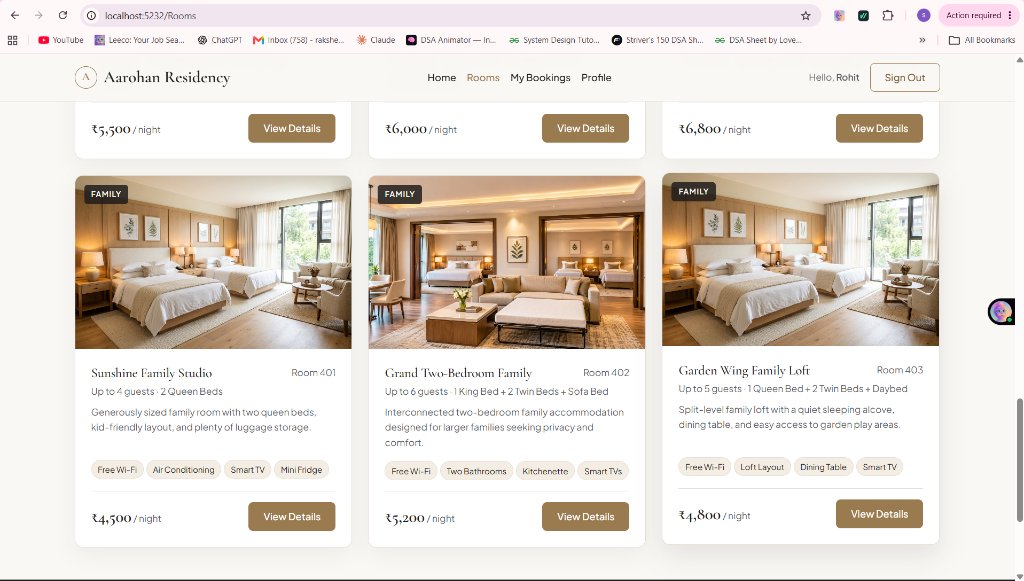 localhost:5232/Rooms
Action required
YouTube
Leeco: Your Job Sea...
ChatGPT
Inbox (758) - rakshe...
Claude
DSA Animator — In...
System Design Tuto...
Striver's 150 DSA Sh...
DSA Sheet by Love...
»
All Bookmarks
A Aarohan Residency
Home Rooms My Bookings Profile
Hello, Rohit
Sign Out
₹5,500 / night
View Details
₹6,000 / night
View Details
₹6,800 / night
View Details
FAMILY
Sunshine Family Studio
Room 401
Up to 4 guests · 2 Queen Beds
Generously sized family room with two queen beds,
kid-friendly layout, and plenty of luggage storage.
Free Wi-Fi Air Conditioning Smart TV Mini Fridge
₹4,500 / night
View Details
FAMILY
Grand Two-Bedroom Family
Room 402
Up to 6 guests · 1 King Bed + 2 Twin Beds + Sofa Bed
Interconnected two-bedroom family accommodation
designed for larger families seeking privacy and
comfort.
Free Wi-Fi Two Bathrooms Kitchenette Smart TVs
₹5,200 / night
View Details
FAMILY
Garden Wing Family Loft
Room 403
Up to 5 guests · 1 Queen Bed + 2 Twin Beds + Daybed
Split-level family loft with a quiet sleeping alcove,
dining table, and easy access to garden play areas.
Free Wi-Fi Loft Layout Dining Table Smart TV
₹4,800 / night
View Details